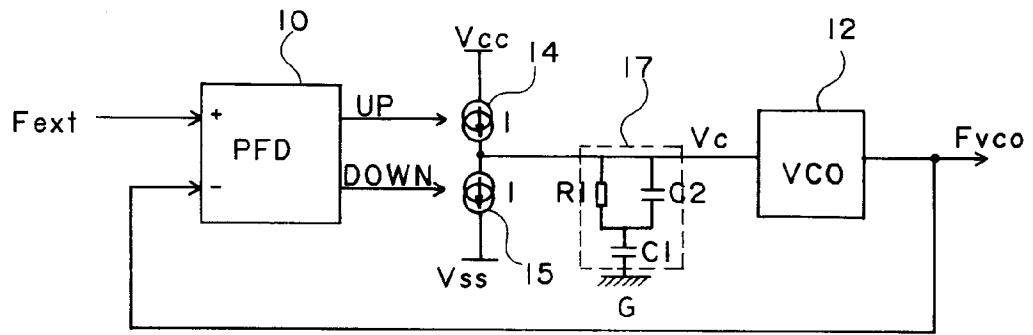 10
Vcc
14
17
12
Fext
+
PFD
-
UP
DOWN
I
I
R1
C2
C1
Vc
VCO
Fvco
Vss
15
G